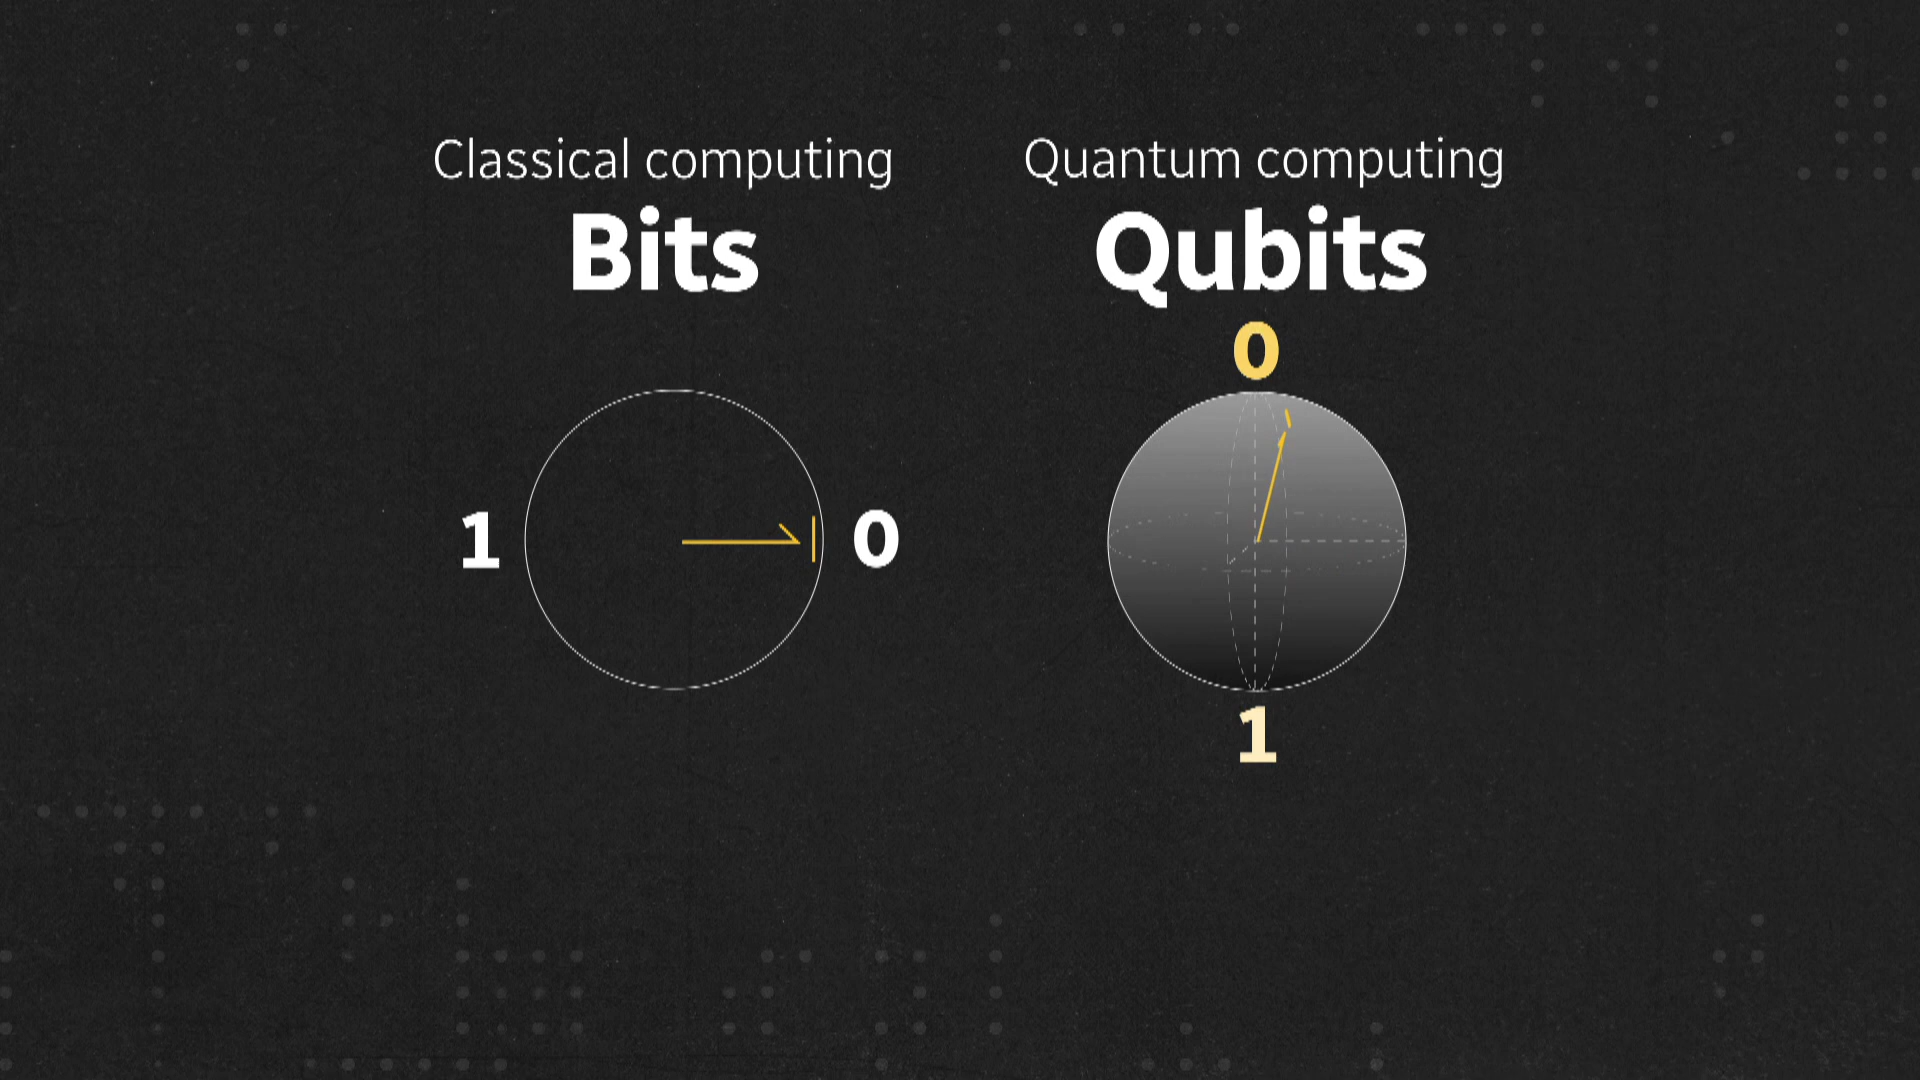 Classical computing
Bits
1
0
Quantum computing
Qubits
0
1